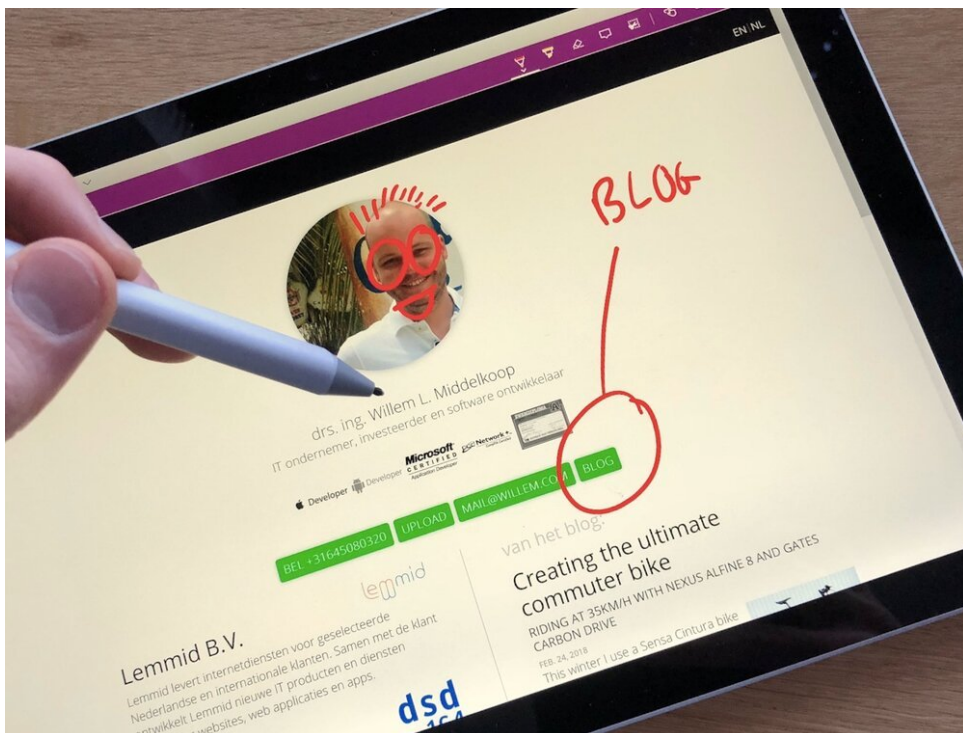 EN NL
BLOG
drs. ing. Willem L. Middelkoop
IT ondernemer, investeerder en software ontwikkelaar
Developer Developer Microsoft CERTIFIED Application Developer Network
BEL +31645080320 UPLOAD MAIL@WILLEM.COM BLOG
lemmid
Lemmid B.V.
Lemmid levert internetdiensten voor geselecteerde
Nederlandse en internationale klanten. Samen met de klant
ontwikkelt Lemmid nieuwe IT producten en diensten
websites, web applicaties en apps.
dsd
164
van het blog:
Creating the ultimate
commuter bike
RIDING AT 35KM/H WITH NEXUS ALFINE 8 AND GATES
CARBON DRIVE
FEB. 24, 2018
This winter I use a Sensa Cintura bike